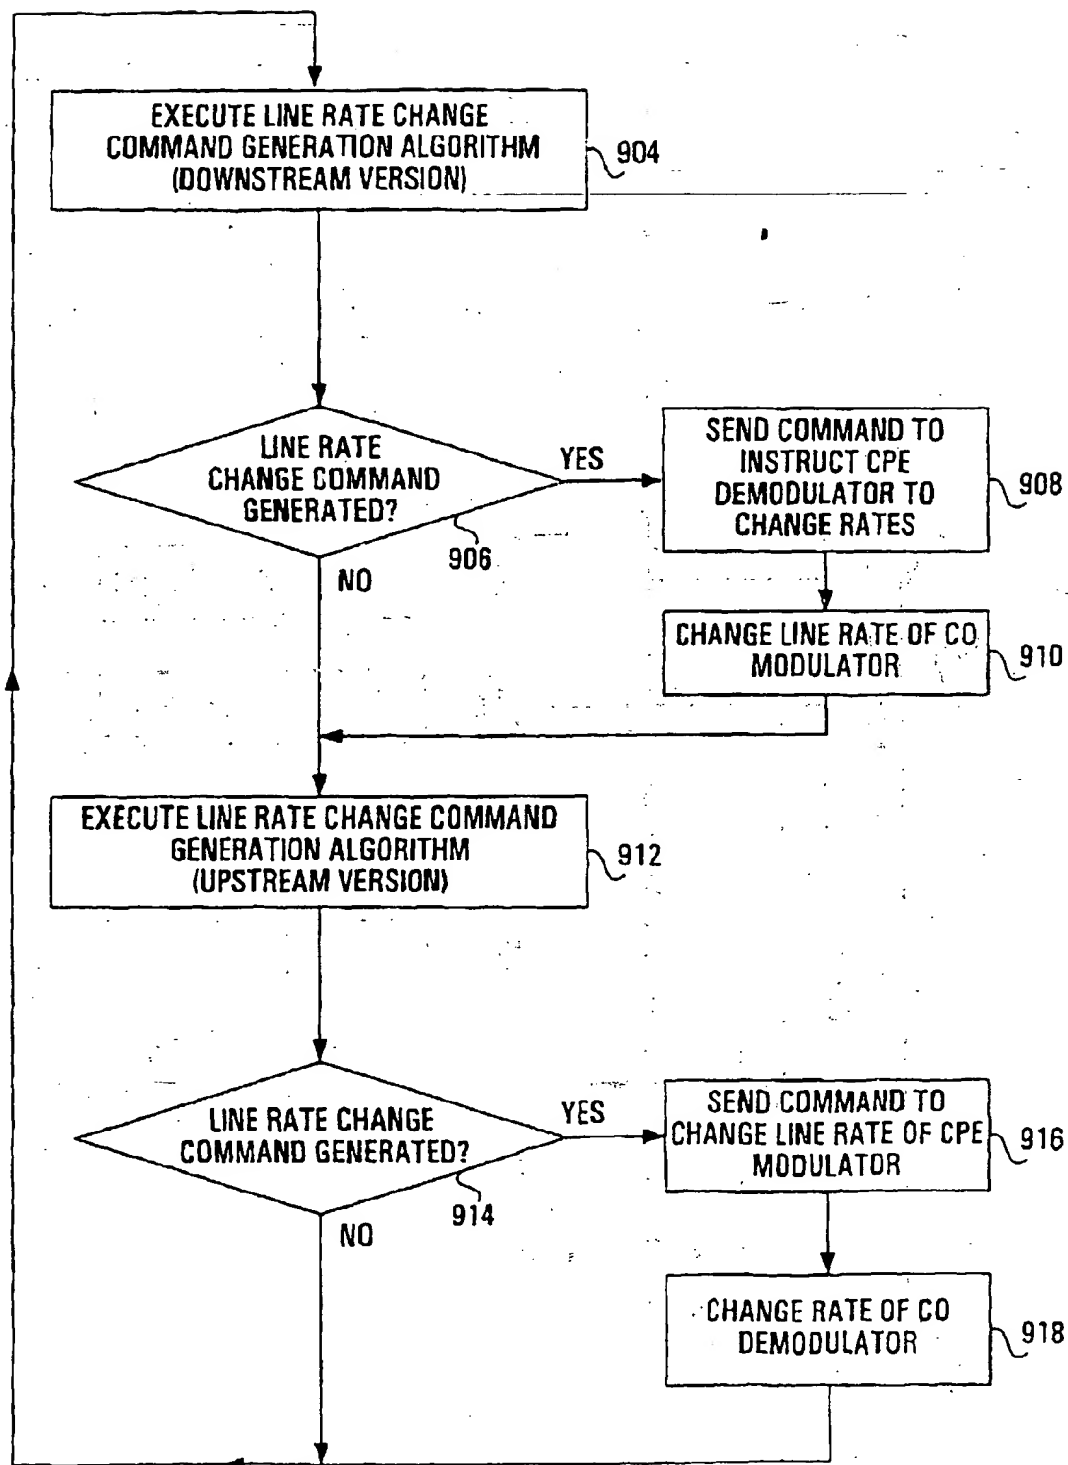 EXECUTE LINE RATE CHANGE
COMMAND GENERATION ALGORITHM
(DOWNSTREAM VERSION)
904
LINE RATE
CHANGE COMMAND
GENERATED?
906
YES
NO
SEND COMMAND TO
INSTRUCT CPE
DEMODULATOR TO
CHANGE RATES
908
CHANGE LINE RATE OF CO
MODULATOR
910
EXECUTE LINE RATE CHANGE COMMAND
GENERATION ALGORITHM
(UPSTREAM VERSION)
912
LINE RATE CHANGE
COMMAND GENERATED?
914
YES
NO
SEND COMMAND TO
CHANGE LINE RATE OF CPE
MODULATOR
916
CHANGE RATE OF CO
DEMODULATOR
918